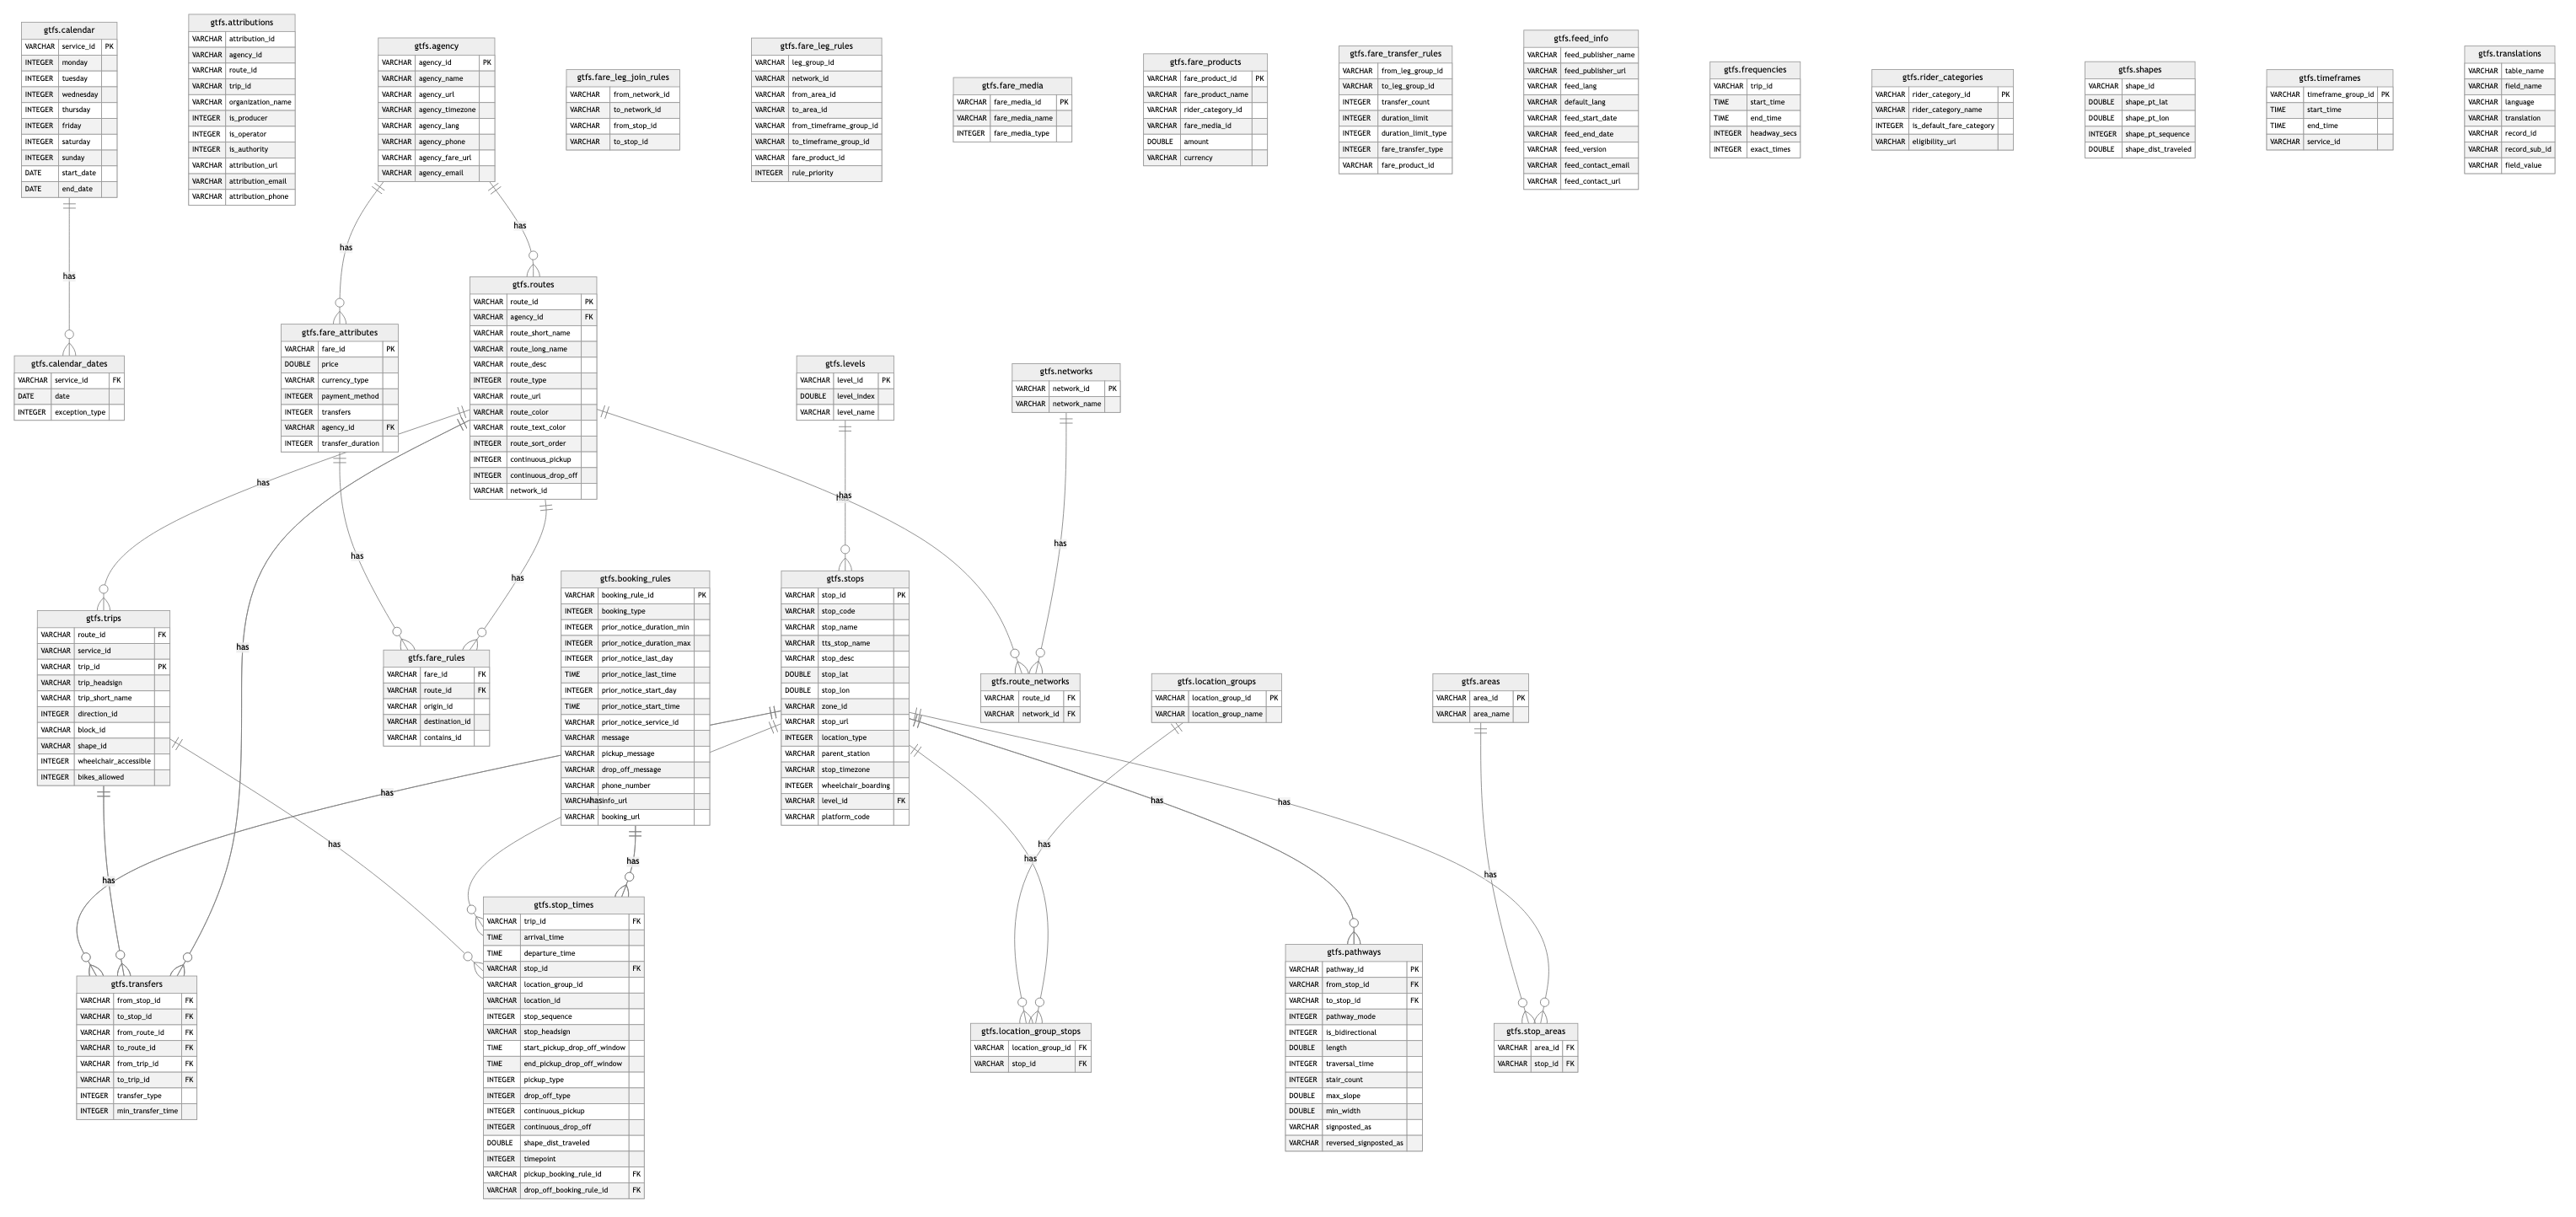 gtfs.calendar
VARCHAR service_id PK
INTEGER monday
INTEGER tuesday
INTEGER wednesday
INTEGER thursday
INTEGER friday
INTEGER saturday
INTEGER sunday
DATE start_date
DATE end_date
gtfs.attributions
VARCHAR attribution_id
VARCHAR agency_id
VARCHAR route_id
VARCHAR trip_id
VARCHAR organization_name
INTEGER is_producer
INTEGER is_operator
INTEGER is_authority
VARCHAR attribution_url
VARCHAR attribution_email
VARCHAR attribution_phone
gtfs.agency
VARCHAR agency_id PK
VARCHAR agency_name
VARCHAR agency_url
VARCHAR agency_timezone
VARCHAR agency_lang
VARCHAR agency_phone
VARCHAR agency_fare_url
VARCHAR agency_email
gtfs.fare_leg_join_rules
VARCHAR from_network_id
VARCHAR to_network_id
VARCHAR from_stop_id
VARCHAR to_stop_id
gtfs.fare_leg_rules
VARCHAR leg_group_id
VARCHAR network_id
VARCHAR from_area_id
VARCHAR to_area_id
VARCHAR from_timeframe_group_id
VARCHAR to_timeframe_group_id
VARCHAR fare_product_id
INTEGER rule_priority
gtfs.fare_media
VARCHAR fare_media_id PK
VARCHAR fare_media_name
INTEGER fare_media_type
gtfs.fare_products
VARCHAR fare_product_id PK
VARCHAR fare_product_name
VARCHAR rider_category_id
VARCHAR fare_media_id
DOUBLE amount
VARCHAR currency
gtfs.fare_transfer_rules
VARCHAR from_leg_group_id
VARCHAR to_leg_group_id
INTEGER transfer_count
INTEGER duration_limit
INTEGER duration_limit_type
INTEGER fare_transfer_type
VARCHAR fare_product_id
gtfs.feed_info
VARCHAR feed_publisher_name
VARCHAR feed_publisher_url
VARCHAR feed_lang
VARCHAR default_lang
VARCHAR feed_start_date
VARCHAR feed_end_date
VARCHAR feed_version
VARCHAR feed_contact_email
VARCHAR feed_contact_url
gtfs.frequencies
VARCHAR trip_id
TIME start_time
TIME end_time
INTEGER headway_secs
INTEGER exact_times
gtfs.rider_categories
VARCHAR rider_category_id PK
VARCHAR rider_category_name
INTEGER is_default_fare_category
VARCHAR eligibility_url
gtfs.shapes
VARCHAR shape_id
DOUBLE shape_pt_lat
DOUBLE shape_pt_lon
INTEGER shape_pt_sequence
DOUBLE shape_dist_traveled
gtfs.timeframes
VARCHAR timeframe_group_id PK
TIME start_time
TIME end_time
VARCHAR service_id
gtfs.translations
VARCHAR table_name
VARCHAR field_name
VARCHAR language
VARCHAR translation
VARCHAR record_id
VARCHAR record_sub_id
VARCHAR field_value
has
has
has
gtfs.calendar_dates
VARCHAR service_id FK
DATE date
INTEGER exception_type
gtfs.fare_attributes
VARCHAR fare_id PK
DOUBLE price
VARCHAR currency_type
INTEGER payment_method
INTEGER transfers
VARCHAR agency_id FK
INTEGER transfer_duration
gtfs.routes
VARCHAR route_id PK
VARCHAR agency_id FK
VARCHAR route_short_name
VARCHAR route_long_name
VARCHAR route_desc
INTEGER route_type
VARCHAR route_url
VARCHAR route_color
VARCHAR route_text_color
INTEGER route_sort_order
INTEGER continuous_pickup
INTEGER continuous_drop_off
VARCHAR network_id
gtfs.levels
VARCHAR level_id PK
DOUBLE level_index
VARCHAR level_name
gtfs.networks
VARCHAR network_id PK
VARCHAR network_name
has
has
has
has
has
has
gtfs.trips
VARCHAR route_id FK
VARCHAR service_id
VARCHAR trip_id PK
VARCHAR trip_headsign
VARCHAR trip_short_name
INTEGER direction_id
VARCHAR block_id
VARCHAR shape_id
INTEGER wheelchair_accessible
INTEGER bikes_allowed
has
gtfs.fare_rules
VARCHAR fare_id FK
VARCHAR route_id FK
VARCHAR origin_id
VARCHAR destination_id
VARCHAR contains_id
gtfs.booking_rules
VARCHAR booking_rule_id PK
INTEGER booking_type
INTEGER prior_notice_duration_min
INTEGER prior_notice_duration_max
INTEGER prior_notice_last_day
TIME prior_notice_last_time
INTEGER prior_notice_start_day
TIME prior_notice_start_time
VARCHAR prior_notice_service_id
VARCHAR message
VARCHAR pickup_message
VARCHAR drop_off_message
VARCHAR phone_number
VARCHAR info_url
VARCHAR booking_url
has
gtfs.stops
VARCHAR stop_id PK
VARCHAR stop_code
VARCHAR stop_name
VARCHAR tts_stop_name
VARCHAR stop_desc
DOUBLE stop_lat
DOUBLE stop_lon
VARCHAR zone_id
VARCHAR stop_url
INTEGER location_type
VARCHAR parent_station
VARCHAR stop_timezone
INTEGER wheelchair_boarding
VARCHAR level_id FK
VARCHAR platform_code
gtfs.route_networks
VARCHAR route_id FK
VARCHAR network_id FK
gtfs.location_groups
VARCHAR location_group_id PK
VARCHAR location_group_name
gtfs.areas
VARCHAR area_id PK
VARCHAR area_name
has
has
has
has
has
has
has
has
has
gtfs.transfers
VARCHAR from_stop_id FK
VARCHAR to_stop_id FK
VARCHAR from_route_id FK
VARCHAR to_route_id FK
VARCHAR from_trip_id FK
VARCHAR to_trip_id FK
INTEGER transfer_type
INTEGER min_transfer_time
gtfs.stop_times
VARCHAR trip_id FK
TIME arrival_time
TIME departure_time
VARCHAR stop_id FK
VARCHAR location_group_id
VARCHAR location_id
INTEGER stop_sequence
VARCHAR stop_headsign
TIME start_pickup_drop_off_window
TIME end_pickup_drop_off_window
INTEGER pickup_type
INTEGER drop_off_type
INTEGER continuous_pickup
INTEGER continuous_drop_off
DOUBLE shape_dist_traveled
INTEGER timepoint
VARCHAR pickup_booking_rule_id FK
VARCHAR drop_off_booking_rule_id FK
gtfs.location_group_stops
VARCHAR location_group_id FK
VARCHAR stop_id FK
gtfs.pathways
VARCHAR pathway_id PK
VARCHAR from_stop_id FK
VARCHAR to_stop_id FK
INTEGER pathway_mode
INTEGER is_bidirectional
DOUBLE length
INTEGER traversal_time
INTEGER stair_count
DOUBLE max_slope
DOUBLE min_width
VARCHAR signposted_as
VARCHAR reversed_signposted_as
gtfs.stop_areas
VARCHAR area_id FK
VARCHAR stop_id FK